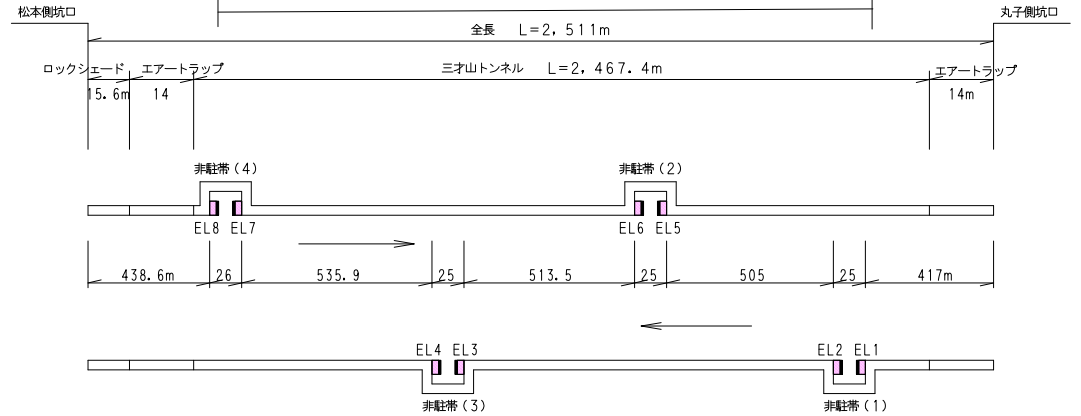 松本側坑口
丸子側坑口
全長 L=2,511m
ロックシェード エアートラップ 三才山トンネル L=2,467.4m エアートラップ
15.6m 14 14m
非駐帯(4) 非駐帯(2)
EL8 EL7 EL6 EL5
438.6m 26 535.9 25 513.5 25 505 25 417m
EL4 EL3 EL2 EL1
非駐帯(3) 非駐帯(1)